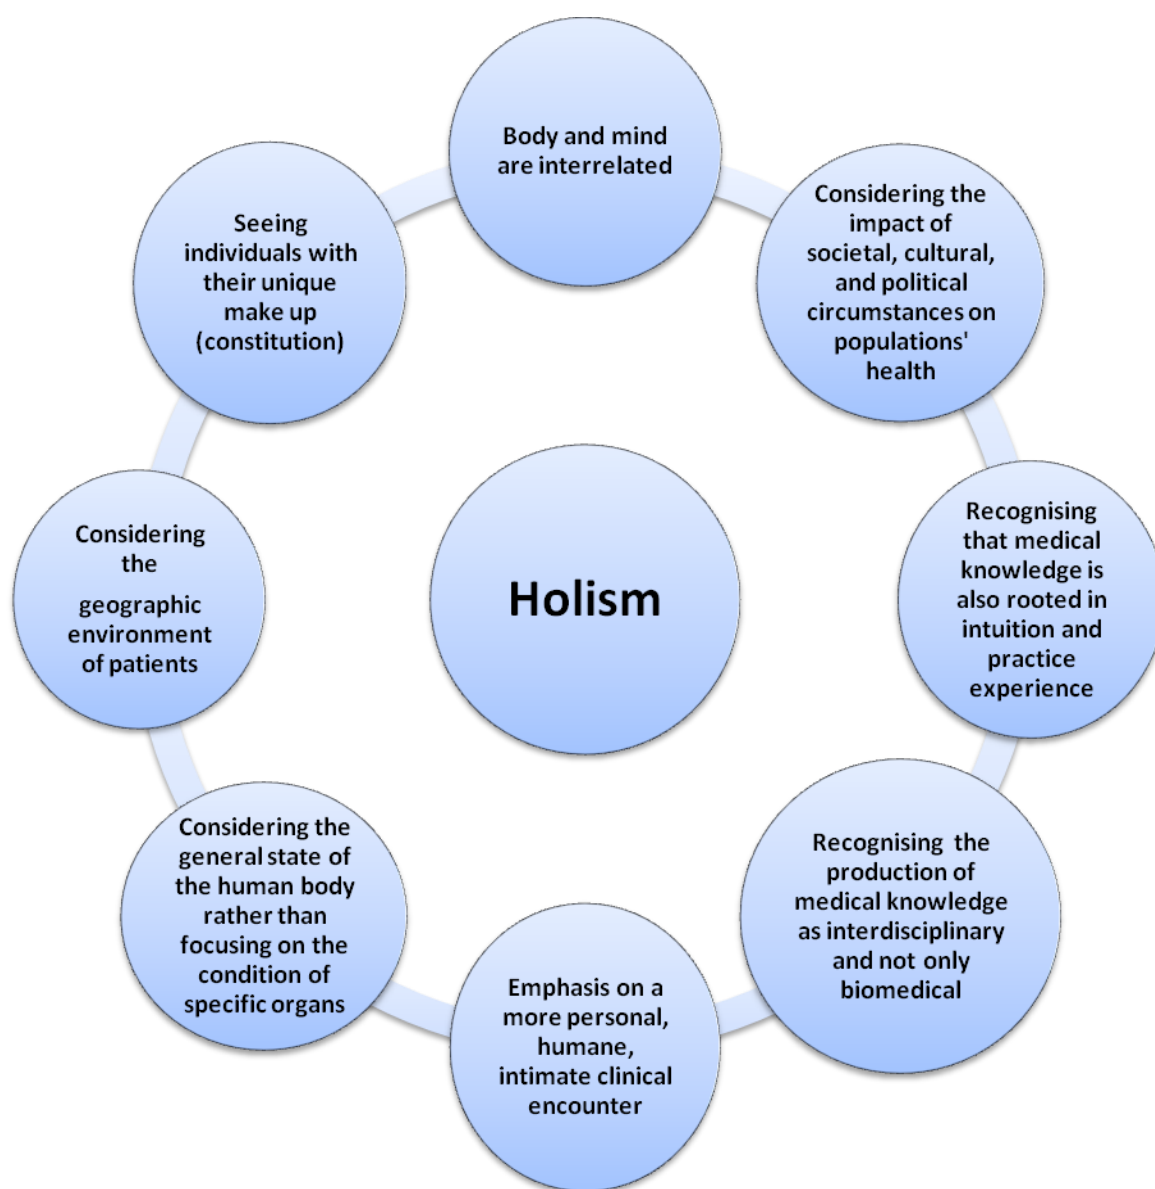 Body and mind
are interrelated
Considering the
impact of
societal, cultural,
and political
circumstances on
populations'
health
Recognising
that medical
knowledge is
also rooted in
intuition and
practice
experience
Recognising the
production of
medical knowledge
as interdisciplinary
and not only
biomedical
Emphasis on a
more personal,
humane,
intimate clinical
encounter
Considering the
general state of
the human body
rather than
focusing on the
condition of
specific organs
Considering
the
geographic
environment
of patients
Seeing
individuals with
their unique
make up
(constitution)
Holism